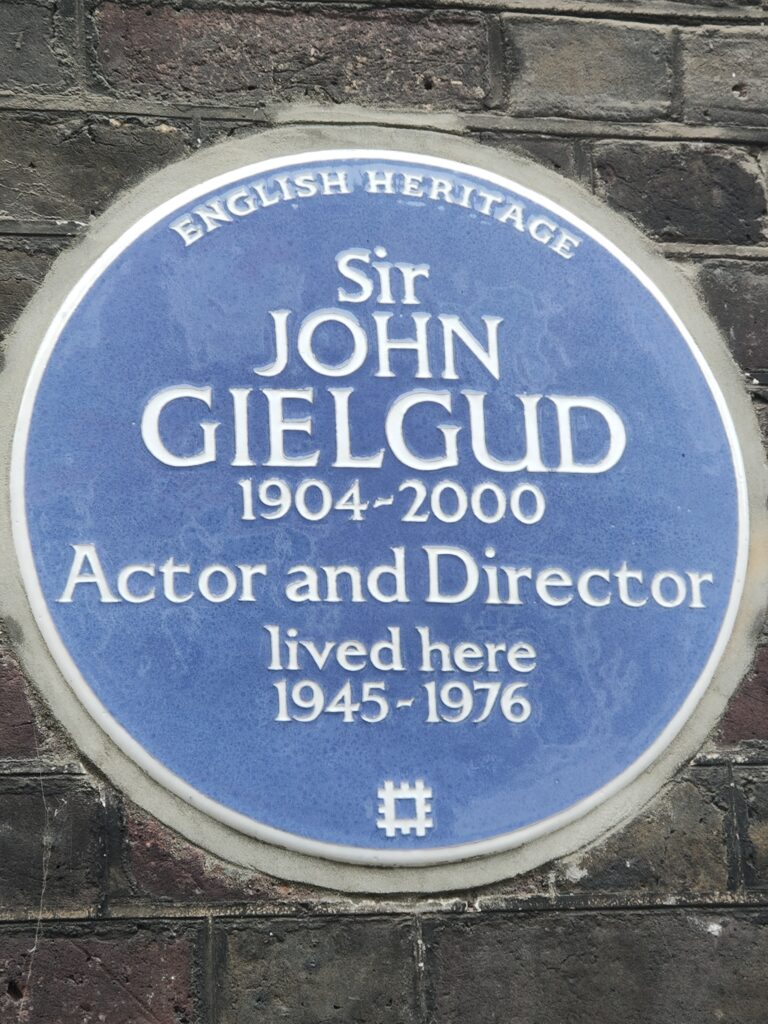 ENGLISH HERITAGE
Sir
JOHN
GIELGUD
1904-2000
Actor and Director
lived here
1945-1976